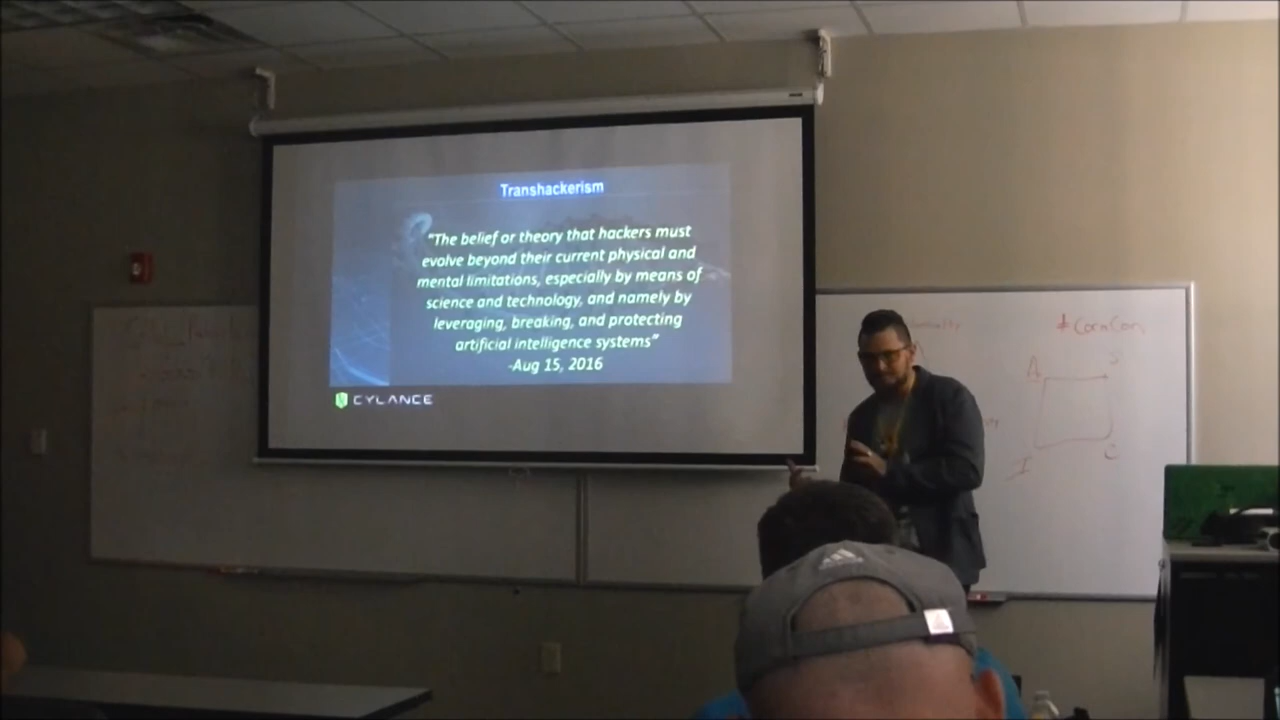 Transhackerism
"The belief or theory that hackers must
evolve beyond their current physical and
mental limitations, especially by means of
science and technology, and namely by
leveraging, breaking, and protecting
artificial intelligence systems"
-Aug 15, 2016
CYLANCE
#CornCon
A
I
C